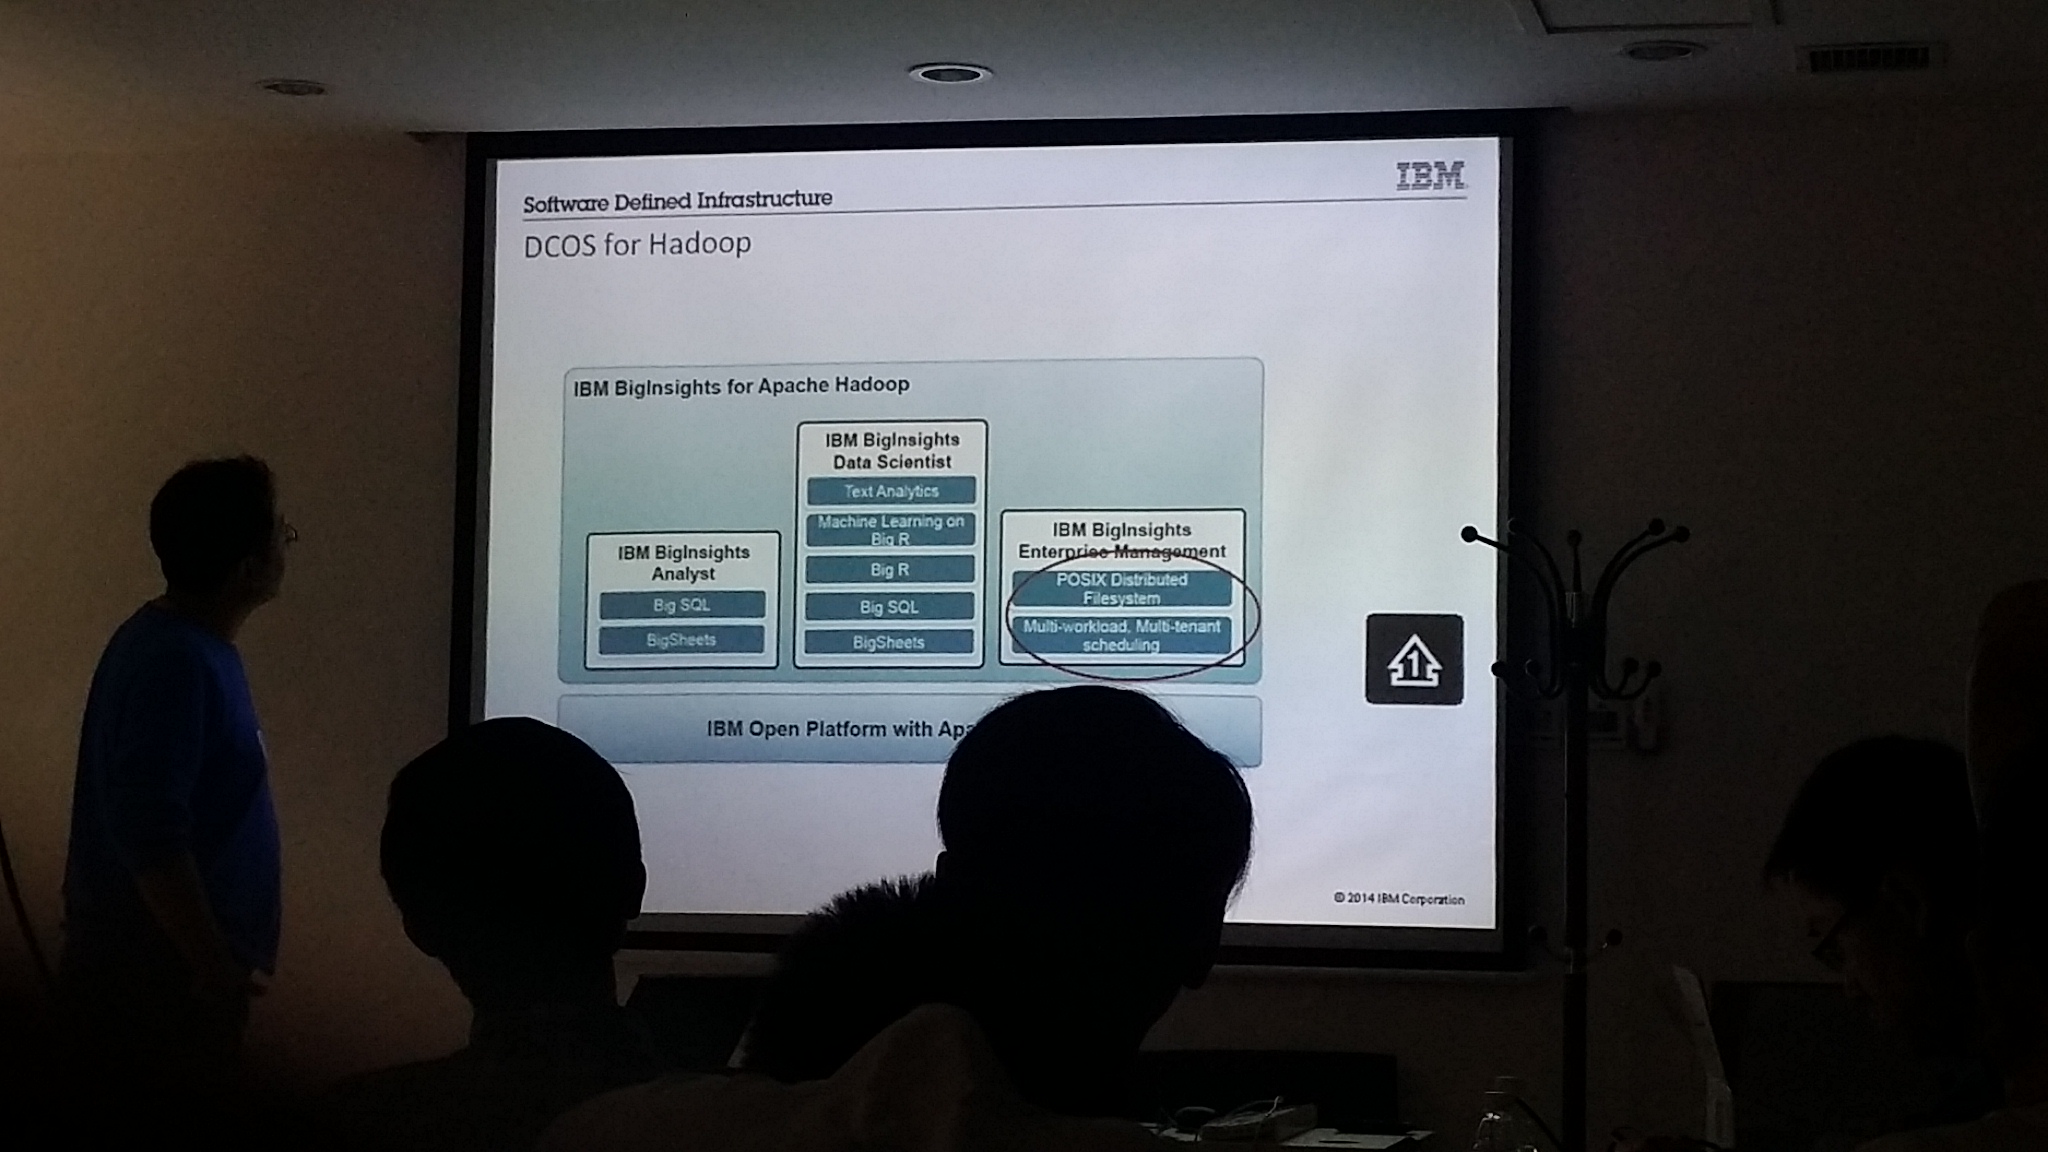 IBM
Software Defined Infrastructure
DCOS for Hadoop
IBM BigInsights for Apache Hadoop
IBM BigInsights
Analyst
Big SQL
BigSheets
IBM BigInsights
Data Scientist
Text Analytics
Machine Learning on
Big R
Big R
Big SQL
BigSheets
IBM BigInsights
Enterprise Management
POSIX Distributed
Filesystem
Multi-workload, Multi-tenant
scheduling
1
IBM Open Platform with
© 2014 IBM Corporation